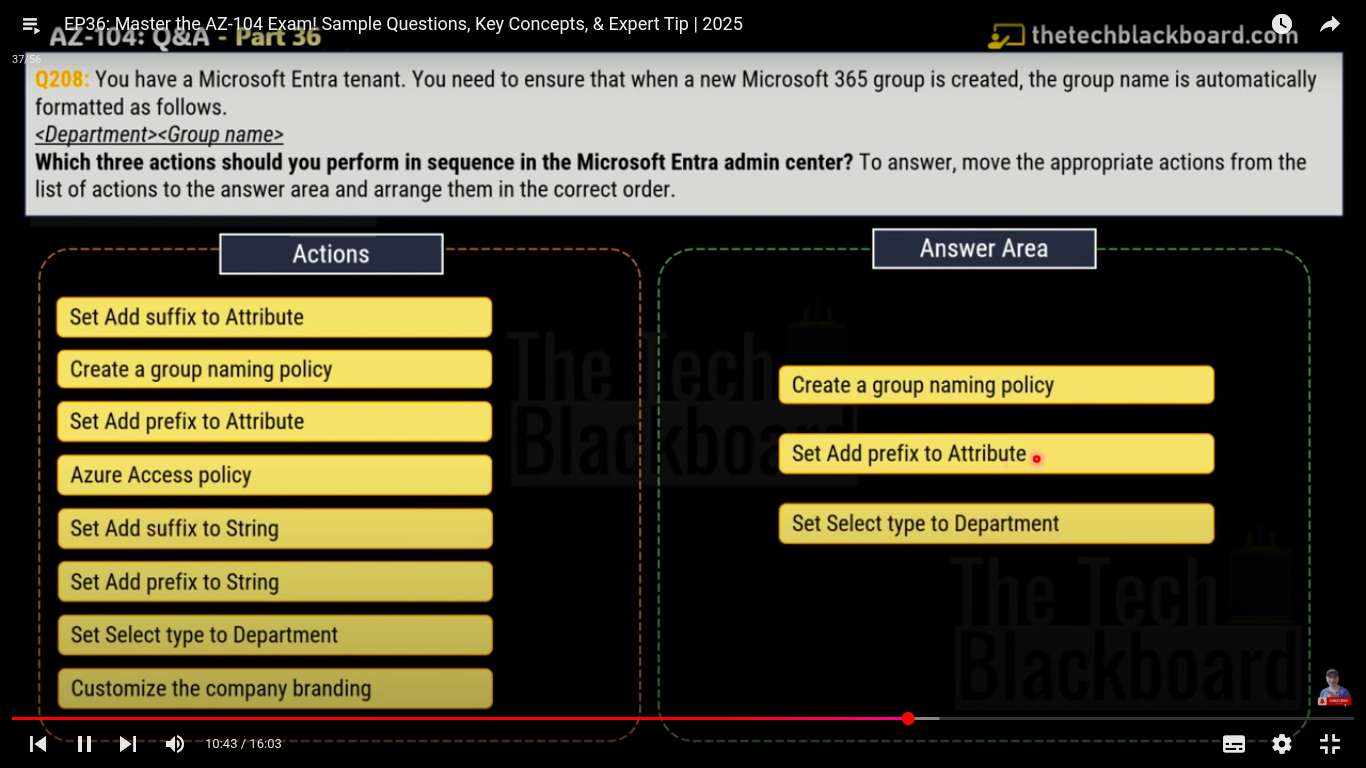 EP36: Master the AZ-104 Exam! Sample Questions, Key Concepts, & Expert Tip | 2025
AZ-104: Q&A - Part 36
thetechblackboard.com
37/56
Q208: You have a Microsoft Entra tenant. You need to ensure that when a new Microsoft 365 group is created, the group name is automatically
formatted as follows.
<Department><Group name>
Which three actions should you perform in sequence in the Microsoft Entra admin center? To answer, move the appropriate actions from the
list of actions to the answer area and arrange them in the correct order.
Actions
Set Add suffix to Attribute
Create a group naming policy
Set Add prefix to Attribute
Azure Access policy
Set Add suffix to String
Set Add prefix to String
Set Select type to Department
Customize the company branding
Answer Area
Create a group naming policy
Set Add prefix to Attribute
Set Select type to Department
The Tech
Blackboard
The Tech
Blackboard
SUBSCRIBE
10:43 / 16:03